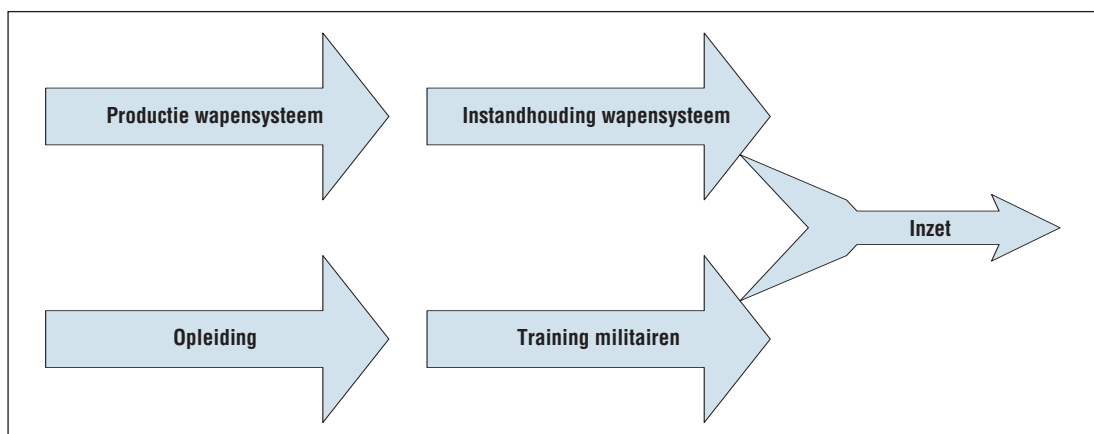 Productie wapensysteem
Instandhouding wapensysteem
Inzet
Opleiding
Training militairen